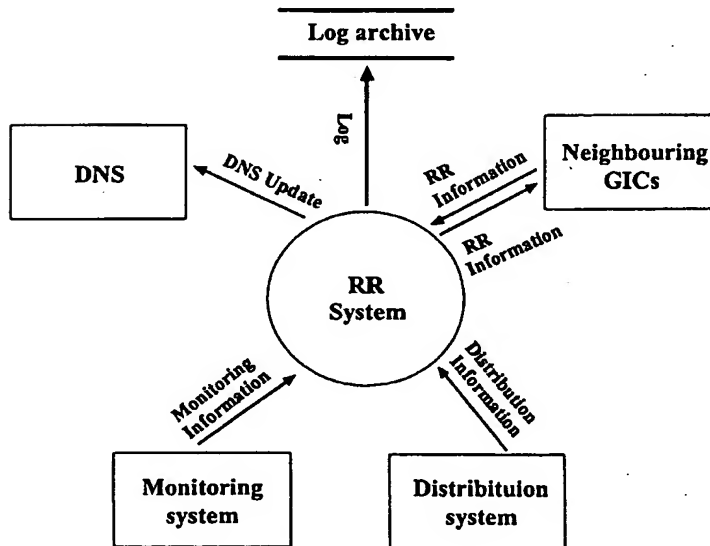 Log archive
Log
DNS
DNS Update
Neighbouring
GICs
RR
Information
RR
Information
RR
System
Monitoring
Information
Distribution
Information
Monitoring
system
Distribituion
system